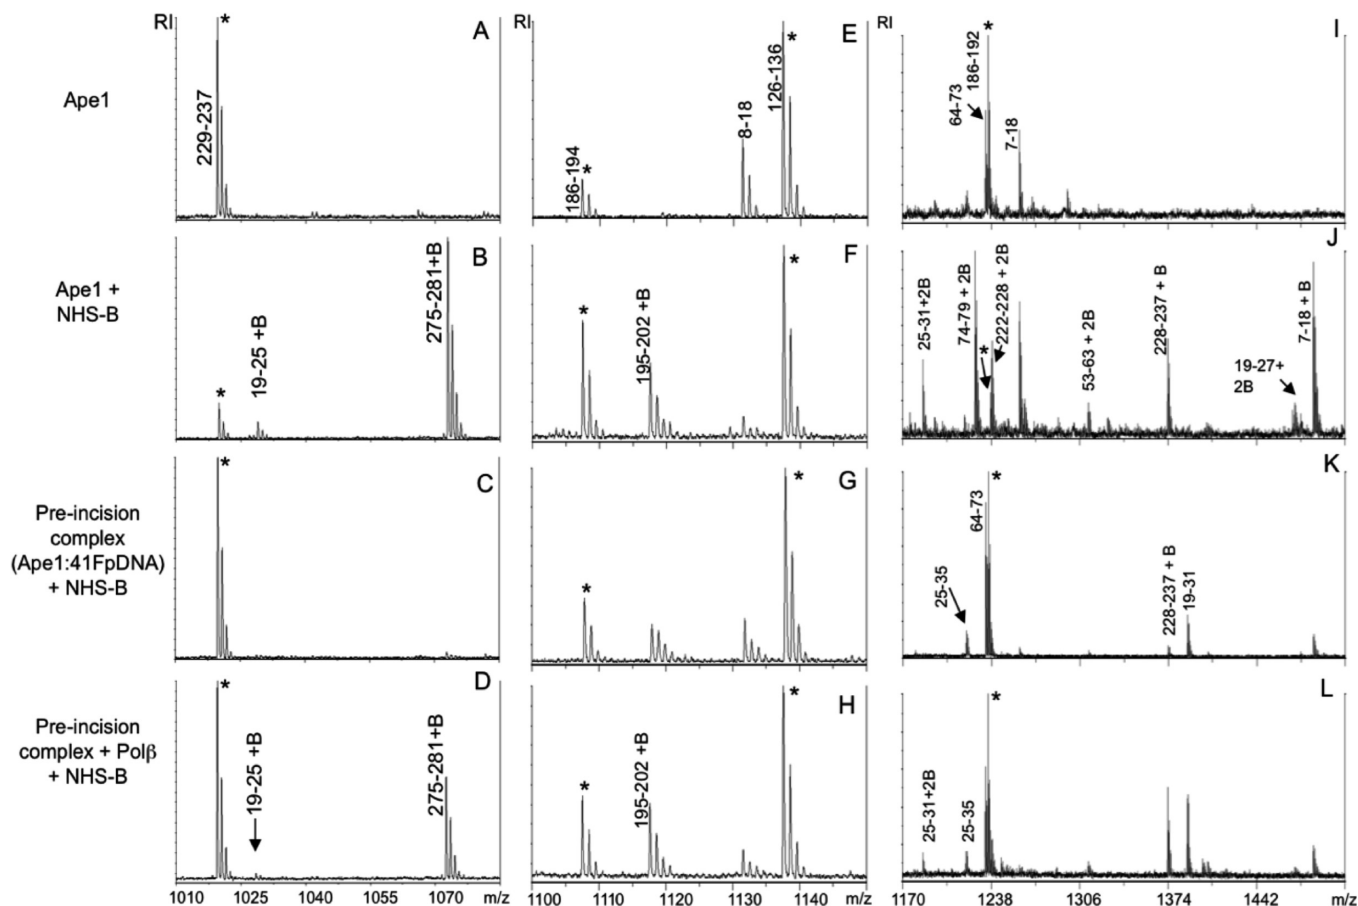 RI
*
A
229-237
RI
*
E
186-194
*
8-18
126-136
RI
*
I
64-73
186-192
7-18
Ape1
B
*
19-25 +B
275-281+B
F
*
195-202 +B
*
J
25-31+2B
74-79 + 2B
*
222-228 + 2B
53-63 + 2B
228-237 + B
19-27+
2B
7-18 + B
Ape1 +
NHS-B
*
C
*
G
*
*
K
25-35
64-73
228-237 + B
19-31
Pre-incision
complex
(Ape1:41FpDNA)
+ NHS-B
*
D
19-25 +B
275-281+B
*
H
195-202 +B
*
*
L
25-31+2B
25-35
Pre-incision
complex + Polβ
+ NHS-B
1010 1025 1040 1055 1070 m/z
1100 1110 1120 1130 1140 m/z
1170 1238 1306 1374 1442 m/z